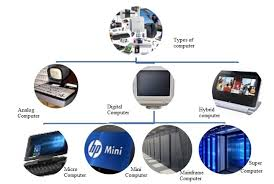 Types of
computer
Analog
Computer
Digital
Computer
Hybrid
computer
hp Mini
Micro
Computer
Mini
Computer
Mainframe
Computer
Super
Computer